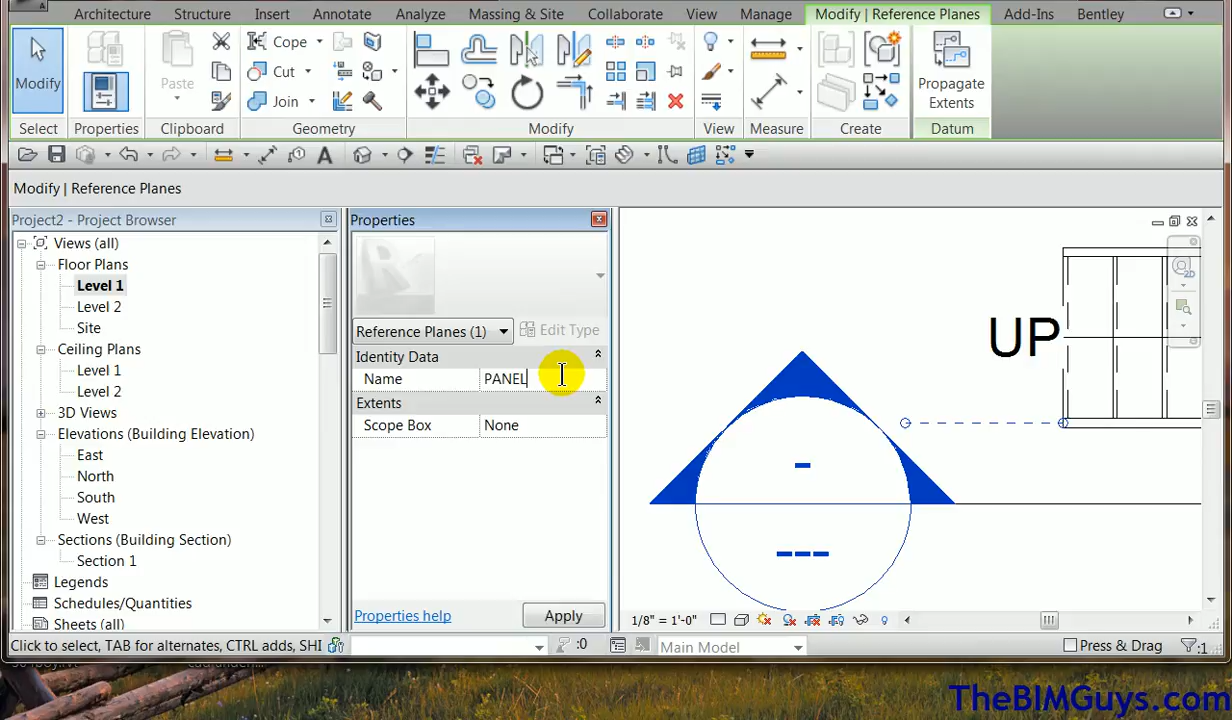 Architecture Structure Insert Annotate Analyze Massing & Site Collaborate View Manage Modify | Reference Planes Add-Ins Bentley
Modify
Paste
Cope
Cut
Join
Propagate
Extents
Select Properties Clipboard Geometry Modify View Measure Create Datum
Modify | Reference Planes
Project2 - Project Browser
Views (all)
Floor Plans
Level 1
Level 2
Site
Ceiling Plans
Level 1
Level 2
3D Views
Elevations (Building Elevation)
East
North
South
West
Sections (Building Section)
Section 1
Legends
Schedules/Quantities
Sheets (all)
Properties
Reference Planes (1)
Edit Type
Identity Data
Name PANEL
Extents
Scope Box None
Properties help
Apply
UP
2D
1/8" = 1'-0"
Click to select, TAB for alternates, CTRL adds, SHI
:0
Main Model
Press & Drag
:1
TheBIMGuys.com